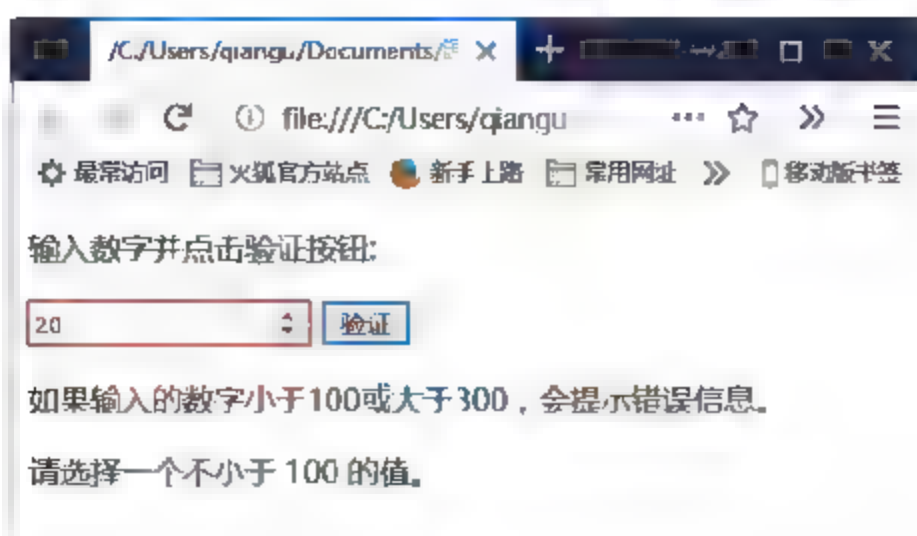 /C:/Users/qiangu/Documents/
file:///C:/Users/qiangu
最常访问 火狐官方站点 新手上路 常用网址 移动版书签
输入数字并点击验证按钮:
20 验证
如果输入的数字小于100或大于300，会提示错误信息。
请选择一个不小于 100 的值。